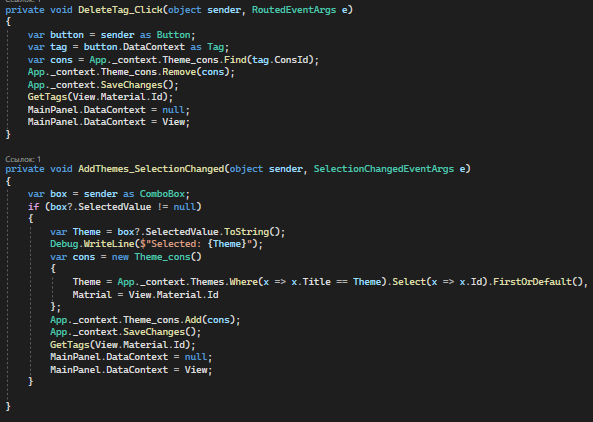 Ссылок: 1
private void DeleteTag_Click(object sender, RoutedEventArgs e)
{
var button = sender as Button;
var tag = button.DataContext as Tag;
var cons = App._context.Theme_cons.Find(tag.ConsId);
App._context.Theme_cons.Remove(cons);
App._context.SaveChanges();
GetTags(View.Material.Id);
MainPanel.DataContext = null;
MainPanel.DataContext = View;
}
Ссылок: 1
private void AddThemes_SelectionChanged(object sender, SelectionChangedEventArgs e)
{
var box = sender as ComboBox;
if (box?.SelectedValue != null)
{
var Theme = box?.SelectedValue.ToString();
Debug.WriteLine($"Selected: {Theme}");
var cons = new Theme_cons()
{
Theme = App._context.Themes.Where(x => x.Title == Theme).Select(x => x.Id).FirstOrDefault(),
Matrial = View.Material.Id
};
App._context.Theme_cons.Add(cons);
App._context.SaveChanges();
GetTags(View.Material.Id);
MainPanel.DataContext = null;
MainPanel.DataContext = View;
}
}